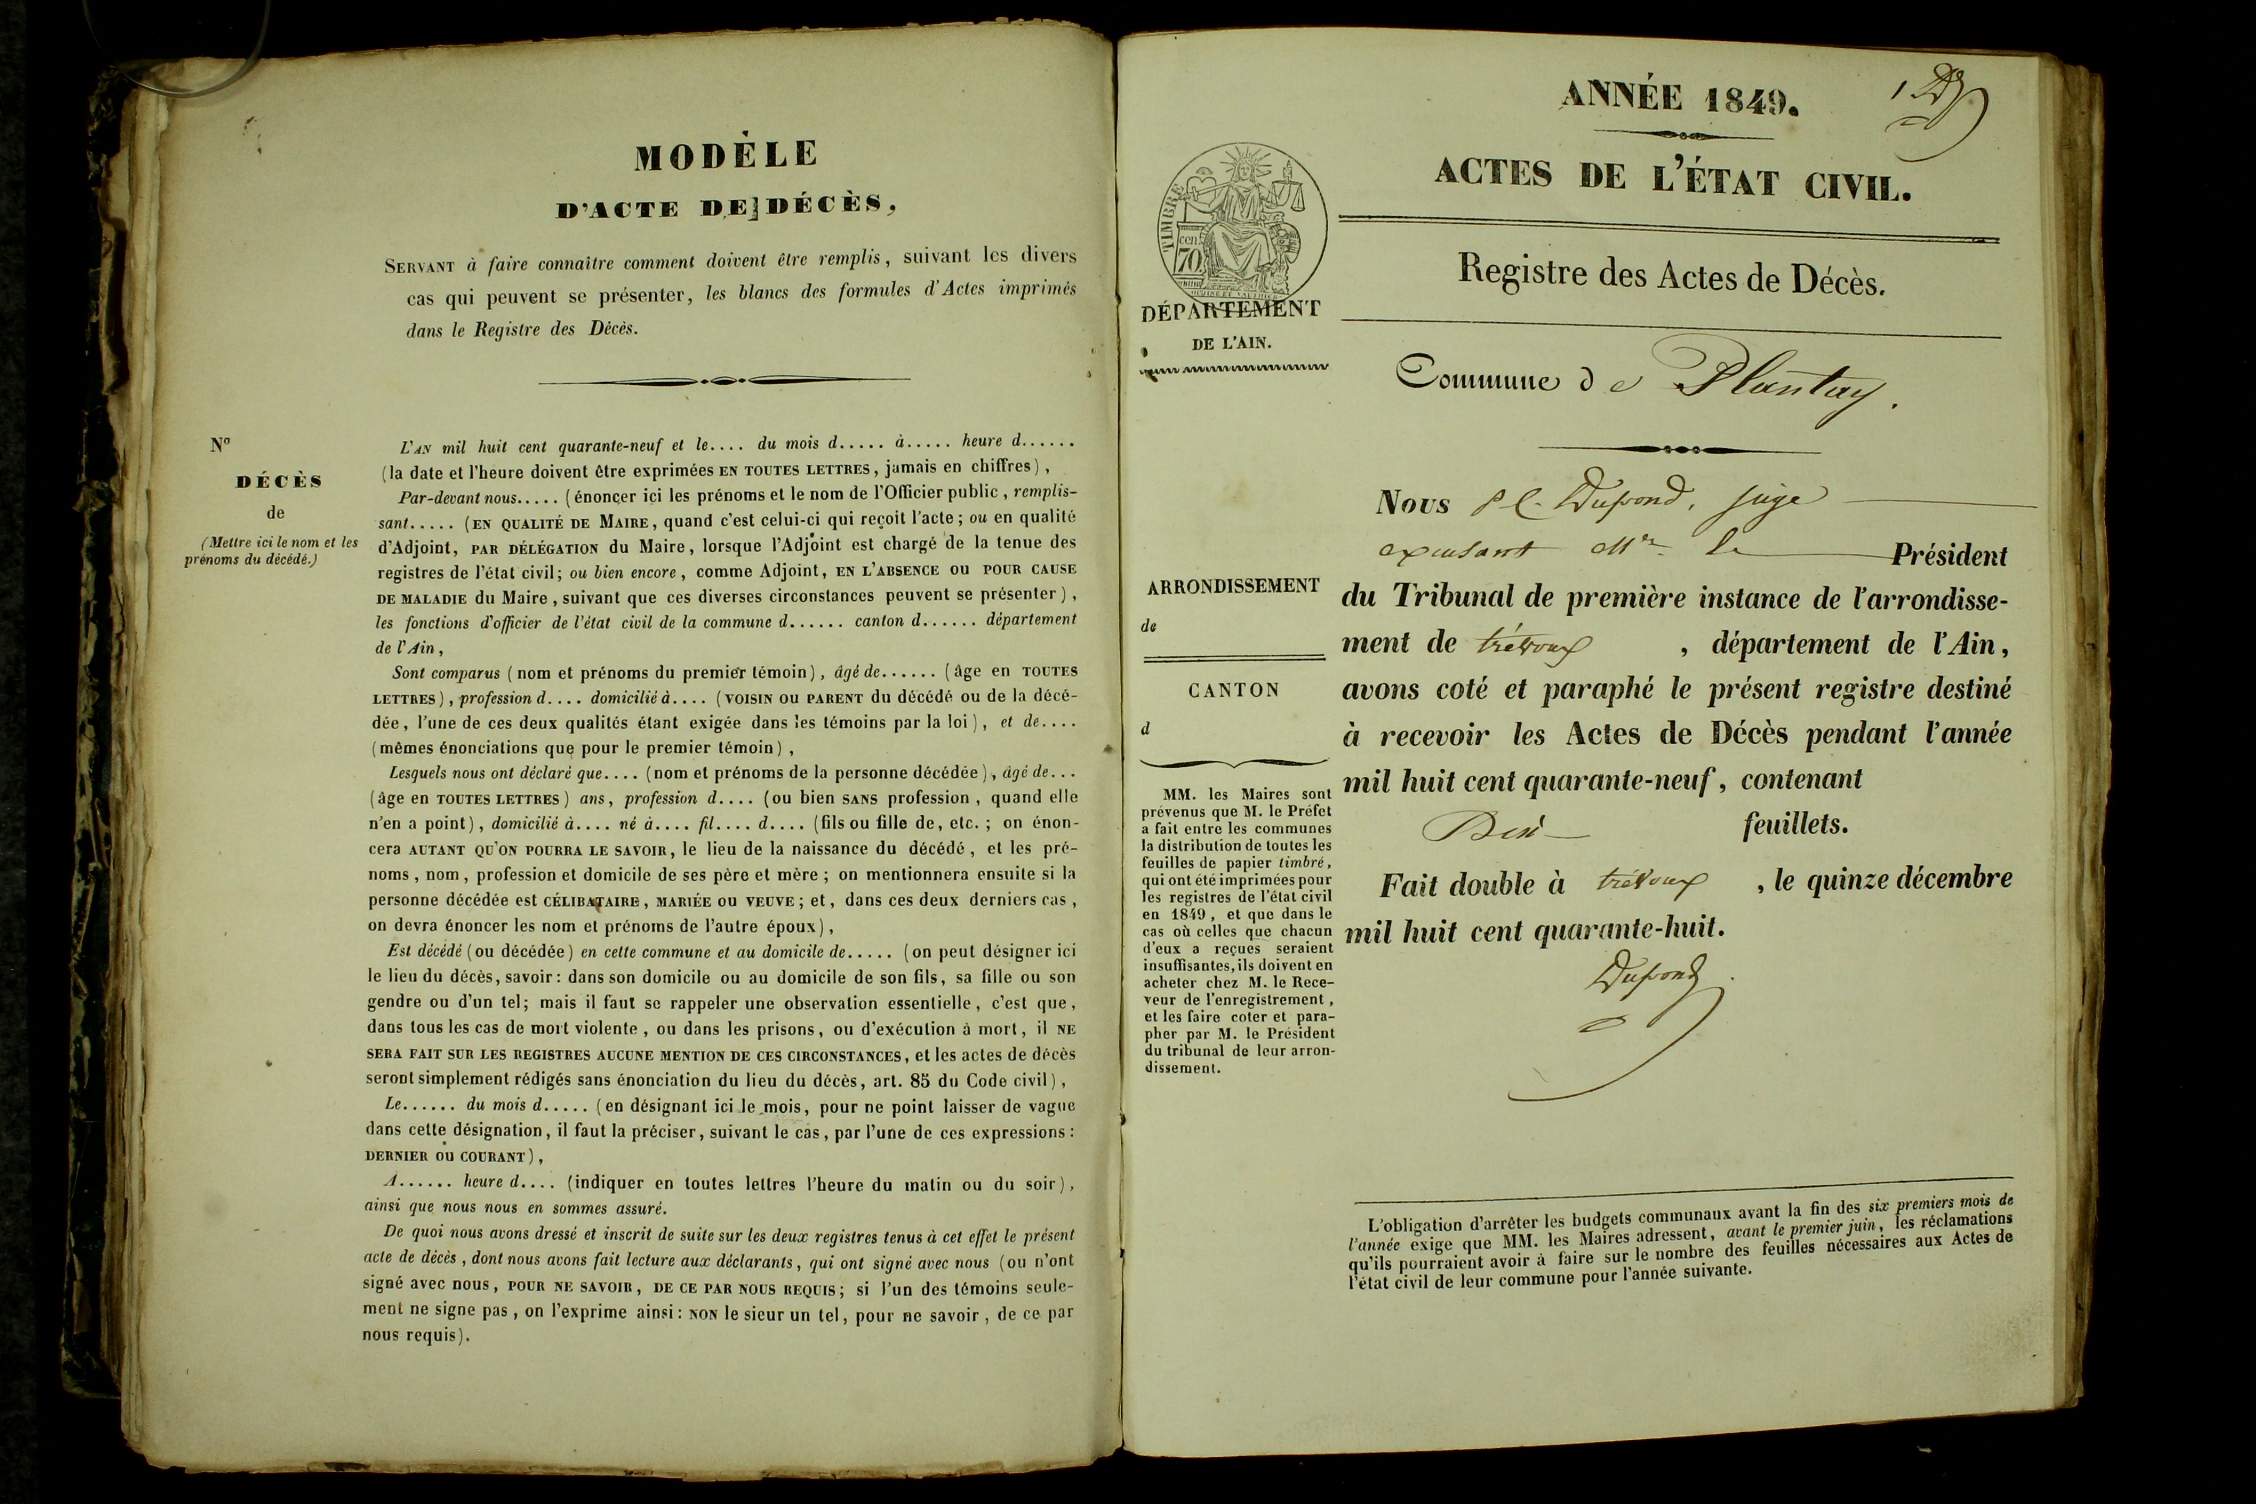 MODÈLE
D'ACTE DE DÉCÈS,
SERVANT à faire connaître comment doivent être remplis, suivant les divers
cas qui peuvent se présenter, les blancs des formules d'Actes imprimés
dans le Registre des Décès.
No
DÉCÈS
de
(Mettre ici le nom et les
prénoms du décédé.)
L'AN mil huit cent quarante-neuf et le.... du mois d..... à..... heure d......
(la date et l'heure doivent être exprimées EN TOUTES LETTRES, jamais en chiffres),
Par-devant nous..... (énoncer ici les prénoms et le nom de l'Officier public, remplis-
sant..... (EN QUALITÉ DE MAIRE, quand c'est celui-ci qui reçoit l'acte; ou en qualité
d'Adjoint, PAR DÉLÉGATION du Maire, lorsque l'Adjoint est chargé de la tenue des
registres de l'état civil; ou bien encore, comme Adjoint, EN L'ABSENCE OU POUR CAUSE
DE MALADIE du Maire, suivant que ces diverses circonstances peuvent se présenter),
les fonctions d'officier de l'état civil de la commune d...... canton d...... département
de l'Ain,
Sont comparus (nom et prénoms du premier témoin), âgé de...... (âge en TOUTES
LETTRES), profession d.... domicilié à.... (VOISIN OU PARENT du décédé ou de la décé-
dée, l'une de ces deux qualités étant exigée dans les témoins par la loi), et de....
(mêmes énonciations que pour le premier témoin),
Lesquels nous ont déclaré que.... (nom et prénoms de la personne décédée), âgé de...
(âge en TOUTES LETTRES) ans, profession d.... (ou bien SANS profession, quand elle
n'en a point), domicilié à.... né à.... fil.... d.... (fils ou fille de, etc.; on énon-
cera AUTANT QU'ON POURRA LE SAVOIR, le lieu de la naissance du décédé, et les pré-
noms, nom, profession et domicile de ses père et mère; on mentionnera ensuite si la
personne décédée est CÉLIBATAIRE, MARIÉE OU VEUVE; et, dans ces deux derniers cas,
on devra énoncer les nom et prénoms de l'autre époux),
Est décédé (ou décédée) en cette commune et au domicile de..... (on peut désigner ici
le lieu du décès, savoir: dans son domicile ou au domicile de son fils, sa fille ou son
gendre ou d'un tel; mais il faut se rappeler une observation essentielle, c'est que,
dans tous les cas de mort violente, ou dans les prisons, ou d'exécution à mort, il NE
SERA FAIT SUR LES REGISTRES AUCUNE MENTION DE CES CIRCONSTANCES, et les actes de décès
seront simplement rédigés sans énonciation du lieu du décès, art. 85 du Code civil),
Le...... du mois d..... (en désignant ici le mois, pour ne point laisser de vague
dans cette désignation, il faut la préciser, suivant le cas, par l'une de ces expressions:
DERNIER OU COURANT),
A...... heure d.... (indiquer en toutes lettres l'heure du matin ou du soir),
ainsi que nous nous en sommes assuré.
De quoi nous avons dressé et inscrit de suite sur les deux registres tenus à cet effet le présent
acte de décès, dont nous avons fait lecture aux déclarants, qui ont signé avec nous (ou n'ont
signé avec nous, POUR NE SAVOIR, DE CE PAR NOUS REQUIS; si l'un des témoins seule-
ment ne signe pas, on l'exprime ainsi: NON le sieur un tel, pour ne savoir, de ce par
nous requis).
ANNÉE 1849.
1
ACTES DE L'ÉTAT CIVIL.
Registre des Actes de Décès.
TIMBRE
cen.
70
DÉPARTEMENT
DE L'AIN.
Commune de Plantay.
Nous P C. Dupond, juge
excusant Mr. le Président
du Tribunal de première instance de l'arrondisse-
ment de trévoux, département de l'Ain,
avons coté et paraphé le présent registre destiné
à recevoir les Actes de Décès pendant l'année
mil huit cent quarante-neuf, contenant
feuillets.
Fait double à trévoux, le quinze décembre
mil huit cent quarante-huit.
Dupond
ARRONDISSEMENT
de
CANTON
d
MM. les Maires sont
prévenus que M. le Préfet
a fait entre les communes
la distribution de toutes les
feuilles de papier timbré,
qui ont été imprimées pour
les registres de l'état civil
en 1849, et que dans le
cas où celles que chacun
d'eux a reçues seraient
insuffisantes, ils doivent en
acheter chez M. le Rece-
veur de l'enregistrement,
et les faire coter et para-
pher par M. le Président
du tribunal de leur arron-
dissement.
L'obligation d'arrêter les budgets communaux avant la fin des six premiers mois de
l'année exige que MM. les Maires adressent, avant le premier juin, les réclamations
qu'ils pourraient avoir à faire sur le nombre des feuilles nécessaires aux Actes de
l'état civil de leur commune pour l'année suivante.